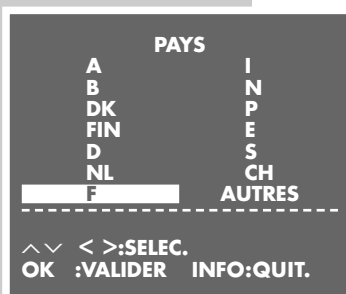 PAYS
A I
B N
DK P
FIN E
D S
NL CH
F AUTRES
< >:SELEC.
OK :VALIDER INFO:QUIT.